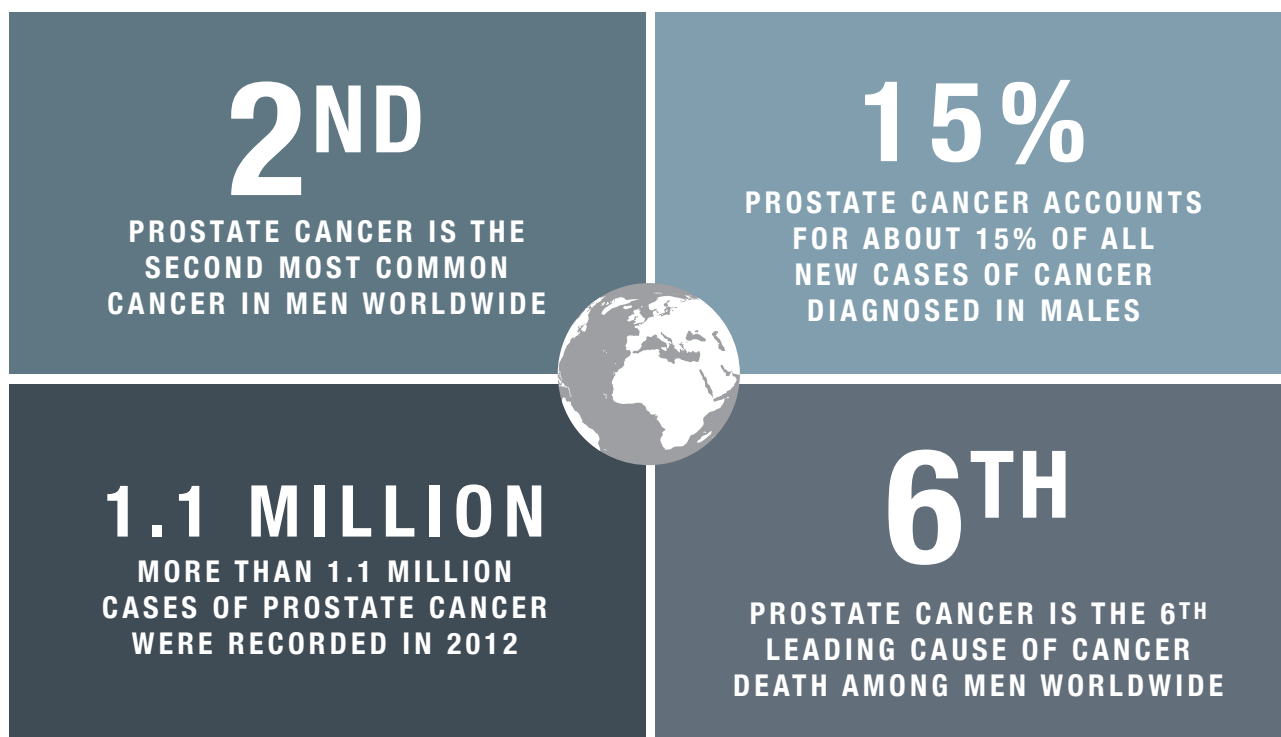 2ND
PROSTATE CANCER IS THE
SECOND MOST COMMON
CANCER IN MEN WORLDWIDE
15%
PROSTATE CANCER ACCOUNTS
FOR ABOUT 15% OF ALL
NEW CASES OF CANCER
DIAGNOSED IN MALES
1.1 MILLION
MORE THAN 1.1 MILLION
CASES OF PROSTATE CANCER
WERE RECORDED IN 2012
6TH
PROSTATE CANCER IS THE 6TH
LEADING CAUSE OF CANCER
DEATH AMONG MEN WORLDWIDE